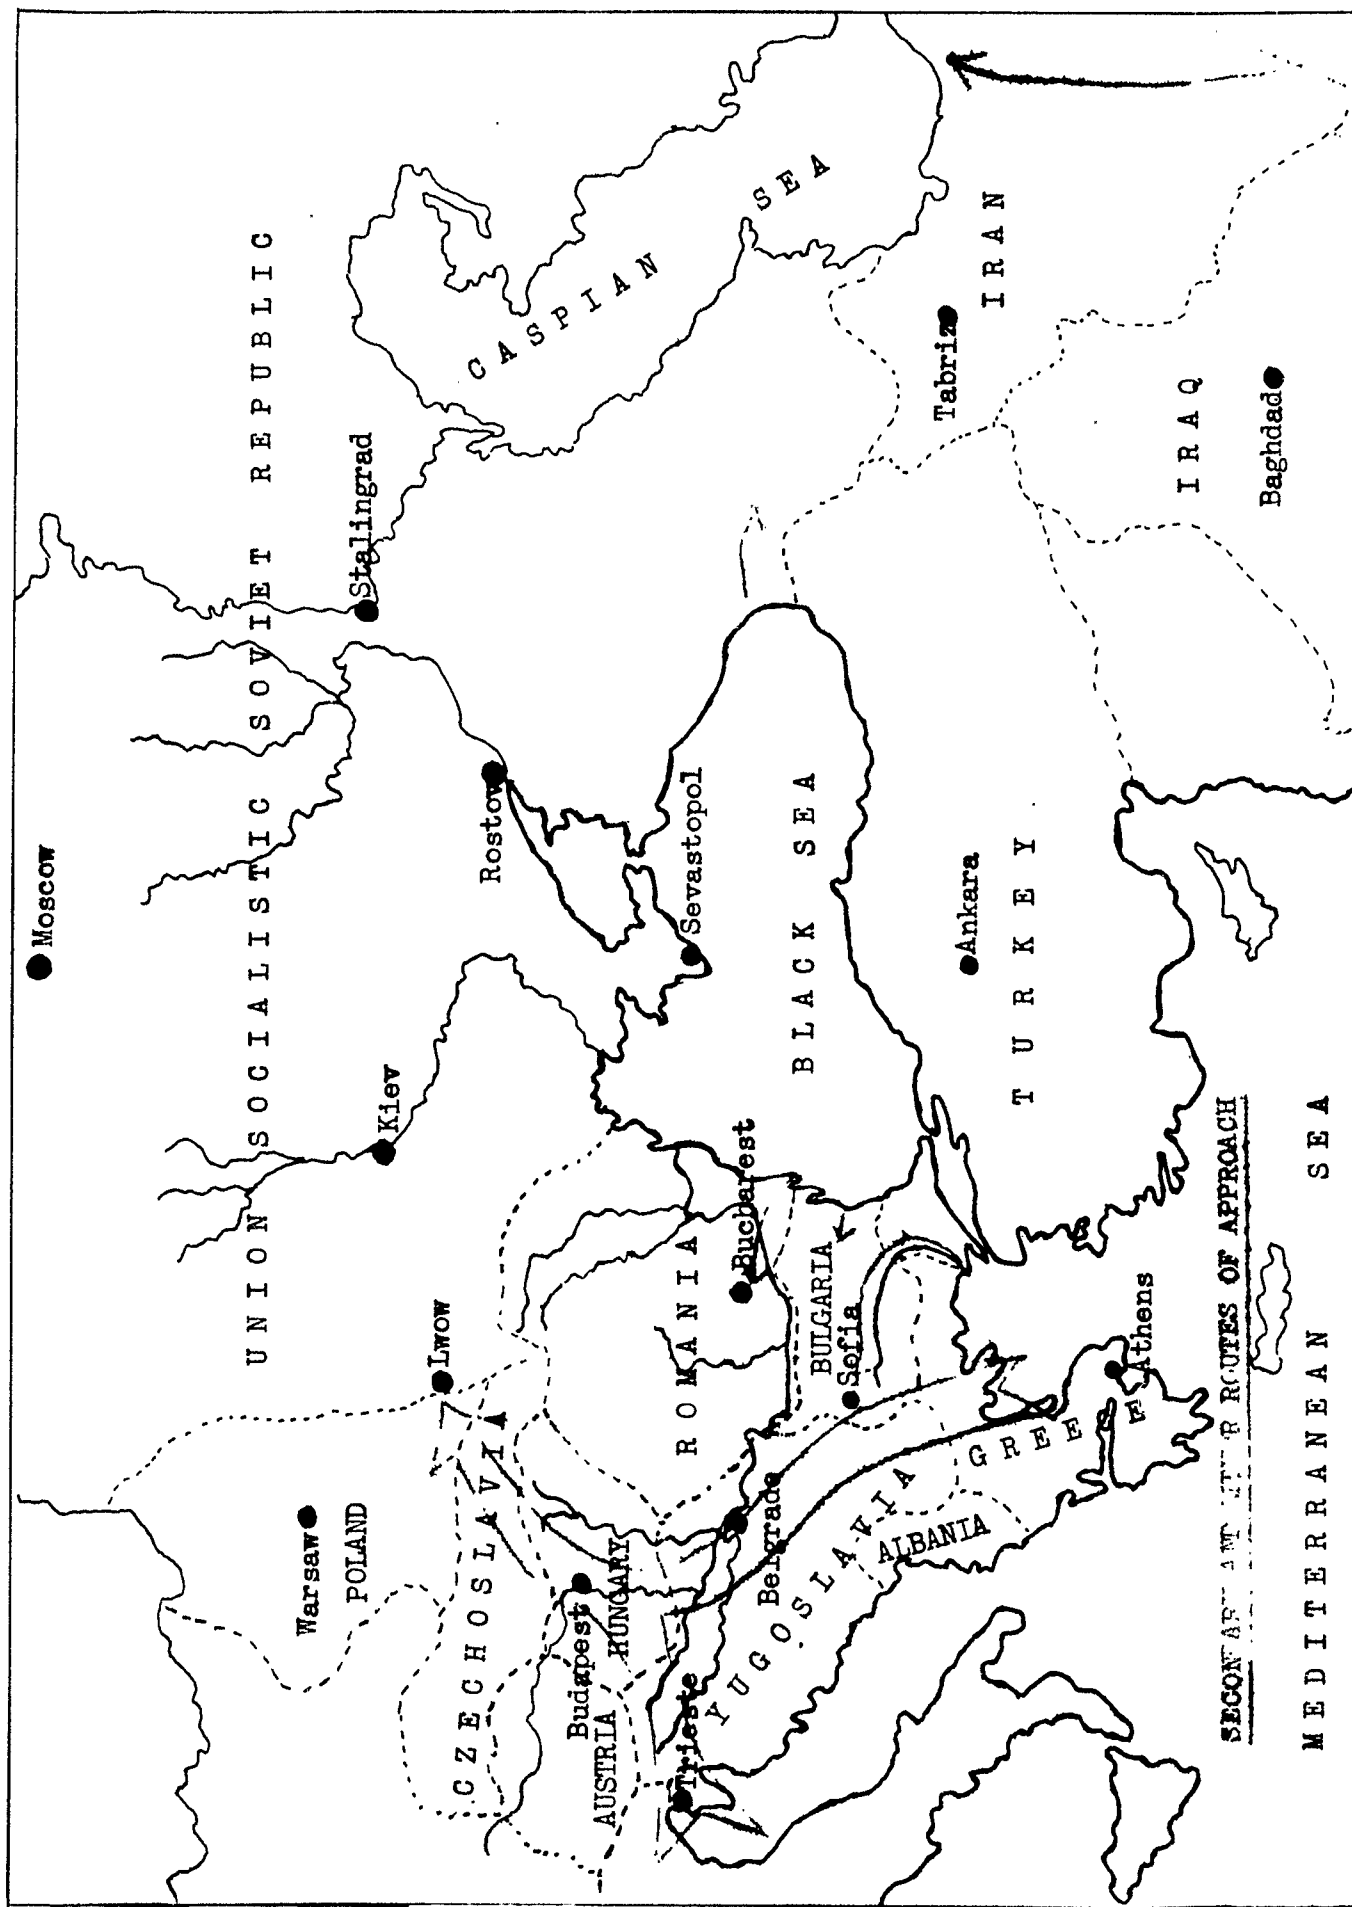 Moscow
UNION SOCIALISTIC SOVIET REPUBLIC
Stalingrad
Kiev
Lwow
Warsaw
POLAND
Rostow
CASPIAN SEA
CZECHOSLAVIA
Sevastopol
Budapest
HUNGARY
AUSTRIA
ROMANIA
Bucharest
BLACK SEA
Trieste
Belgrade
YUGOSLAVIA
BULGARIA
Sofia
ALBANIA
GREECE
Athens
Ankara
TURKEY
Tabriz
IRAN
IRAQ
Baghdad
ROUTES OF APPROACH
MEDITERRANEAN SEA